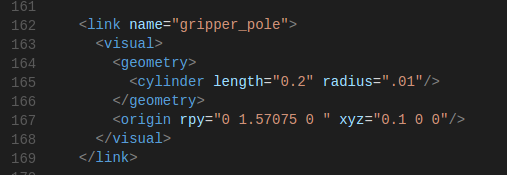 161
162 <link name="gripper_pole">
163 <visual>
164 <geometry>
165 <cylinder length="0.2" radius=".01"/>
166 </geometry>
167 <origin rpy="0 1.57075 0 " xyz="0.1 0 0"/>
168 </visual>
169 </link>
170